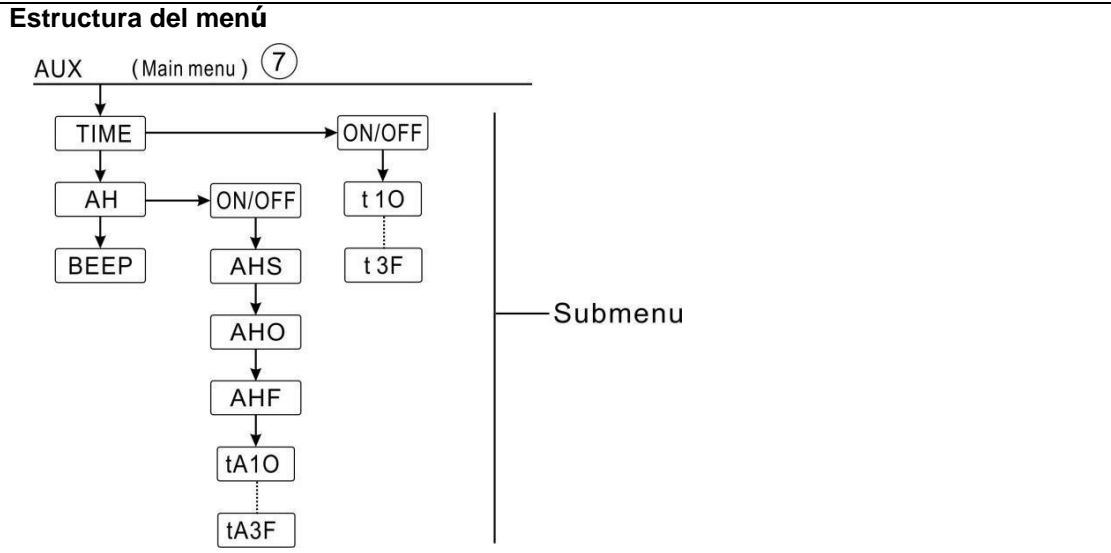 Estructura del menú
AUX (Main menu) 7
TIME ON/OFF
AH ON/OFF t 1O
BEEP AHS t 3F
AHO
Submenu
AHF
tA1O
tA3F